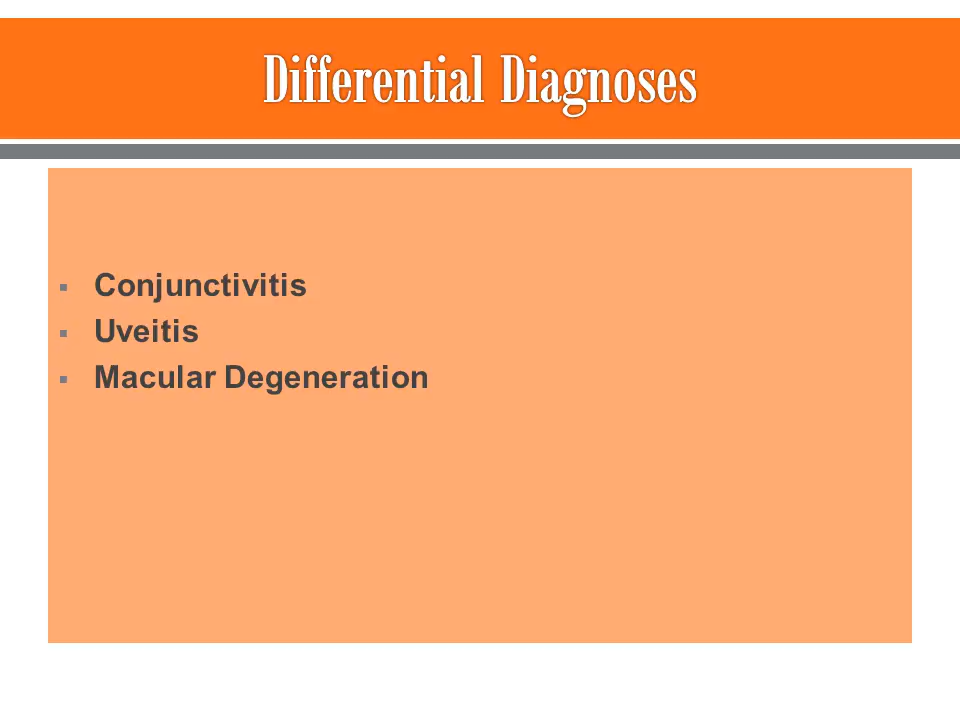 Differential Diagnoses
▪ Conjunctivitis
▪ Uveitis
▪ Macular Degeneration